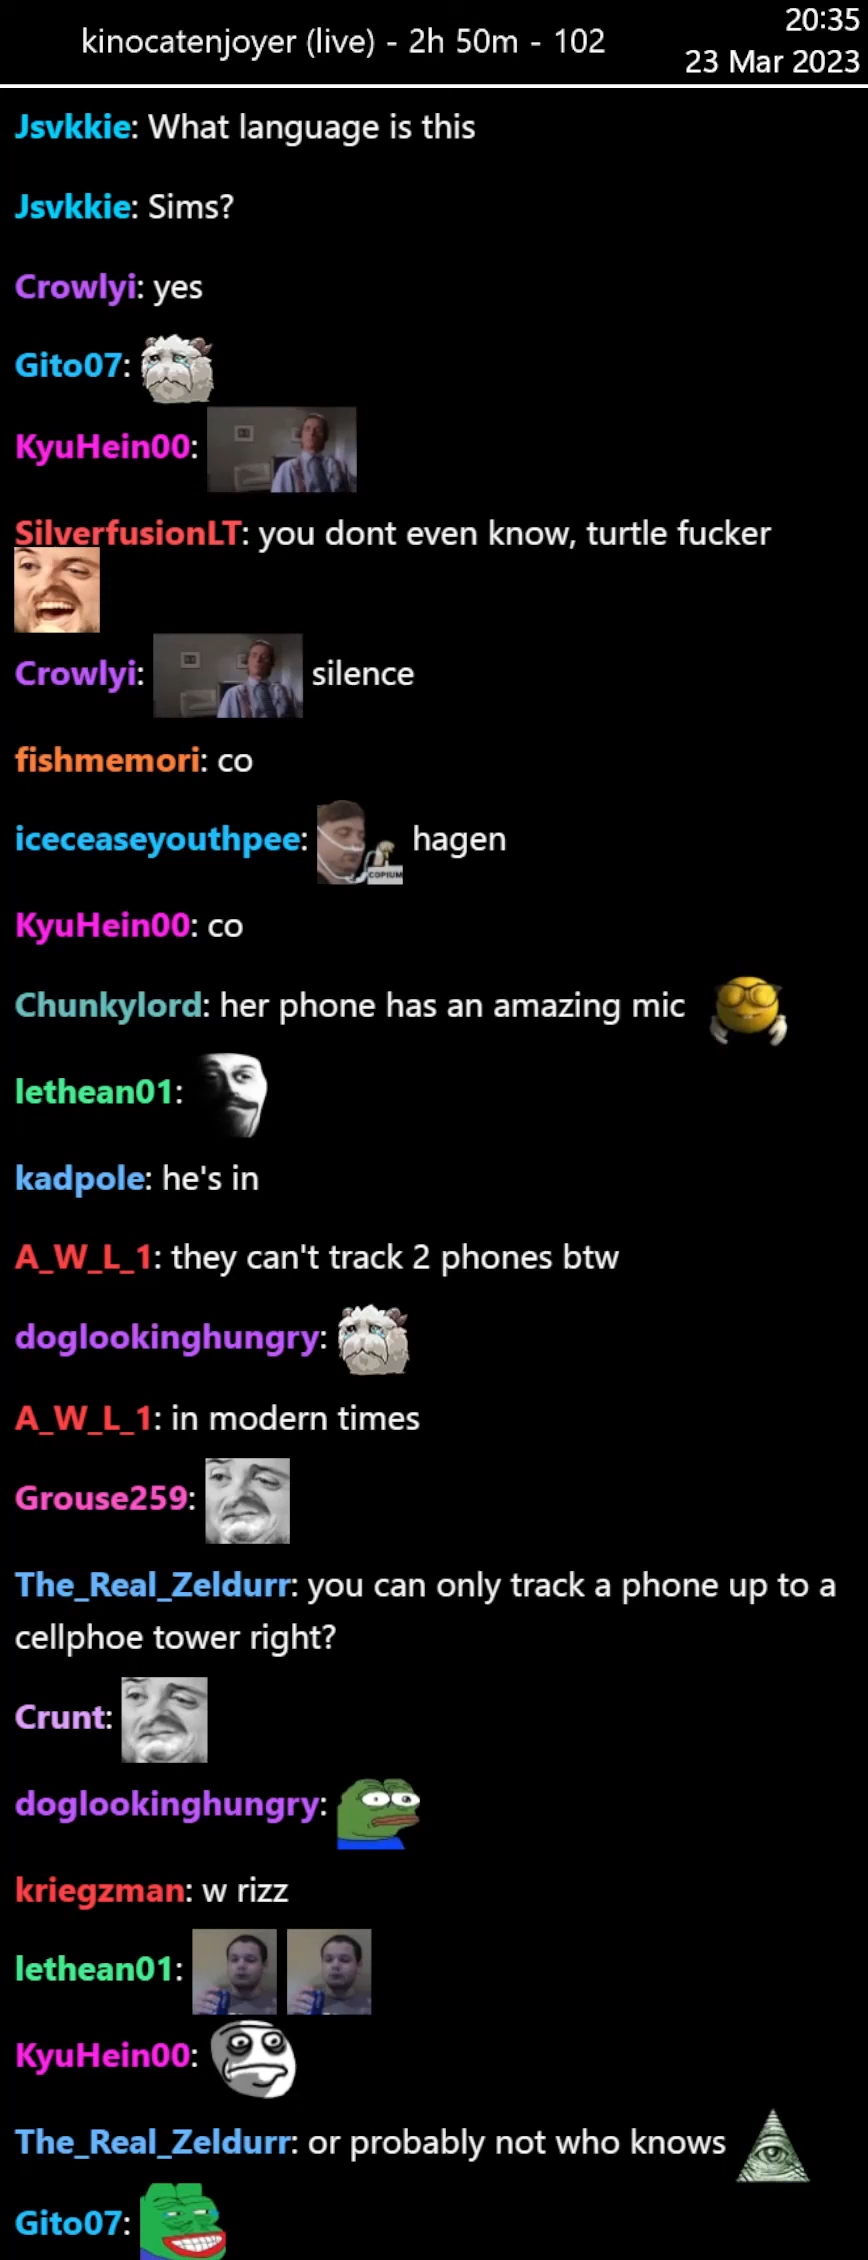 kinocatenjoyer (live) - 2h 50m - 102
20:35
23 Mar 2023
Jsvkkie: What language is this
Jsvkkie: Sims?
Crowlyi: yes
Gito07:
KyuHein00:
SilverfusionLT: you dont even know, turtle fucker
Crowlyi: silence
fishmemori: co
iceceaseyouthpee: COPIUM hagen
KyuHein00: co
Chunkylord: her phone has an amazing mic
lethean01:
kadpole: he's in
A_W_L_1: they can't track 2 phones btw
doglookinghungry:
A_W_L_1: in modern times
Grouse259:
The_Real_Zeldurr: you can only track a phone up to a
cellphoe tower right?
Crunt:
doglookinghungry:
kriegzman: w rizz
lethean01:
KyuHein00:
The_Real_Zeldurr: or probably not who knows
Gito07: